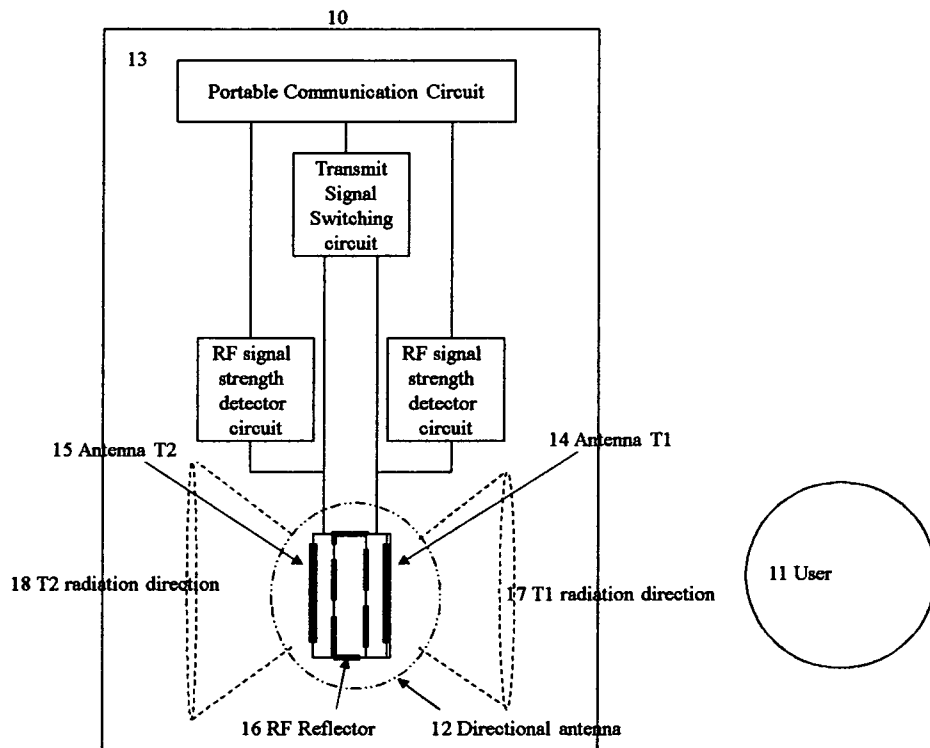 10
13
Portable Communication Circuit
Transmit
Signal
Switching
circuit
RF signal
strength
detector
circuit
RF signal
strength
detector
circuit
15 Antenna T2
14 Antenna T1
18 T2 radiation direction
17 T1 radiation direction
11 User
16 RF Reflector
12 Directional antenna